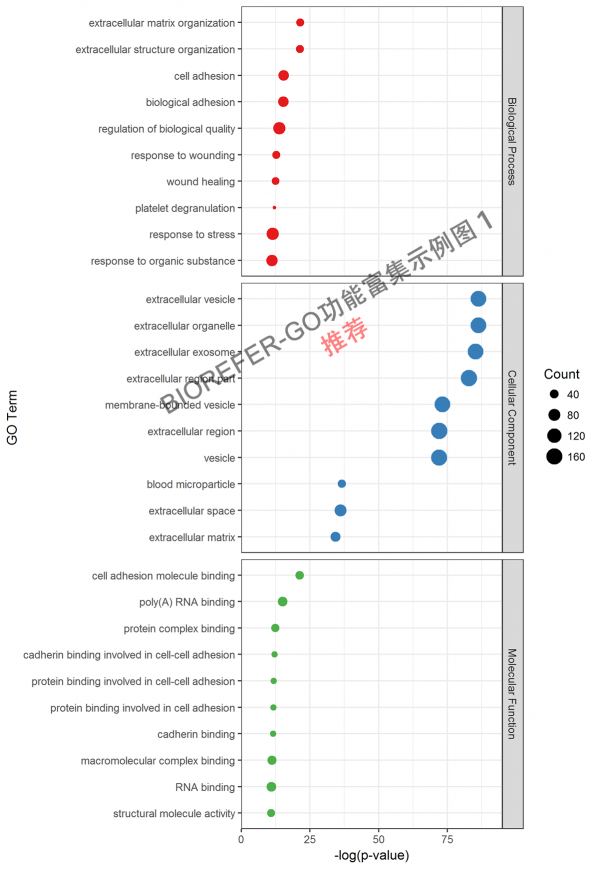 extracellular matrix organization
extracellular structure organization
cell adhesion
biological adhesion
regulation of biological quality
response to wounding
wound healing
platelet degranulation
response to stress
response to organic substance
Biological Process
extracellular vesicle
extracellular organelle
extracellular exosome
extracellular region part
membrane-bounded vesicle
extracellular region
vesicle
blood microparticle
extracellular space
extracellular matrix
Cellular Component
cell adhesion molecule binding
poly(A) RNA binding
protein complex binding
cadherin binding involved in cell-cell adhesion
protein binding involved in cell-cell adhesion
protein binding involved in cell adhesion
cadherin binding
macromolecular complex binding
RNA binding
structural molecule activity
Molecular Function
GO Term
0 25 50 75
-log(p-value)
Count
40
80
120
160
BIOREFER-GO功能富集示例图 1
推荐